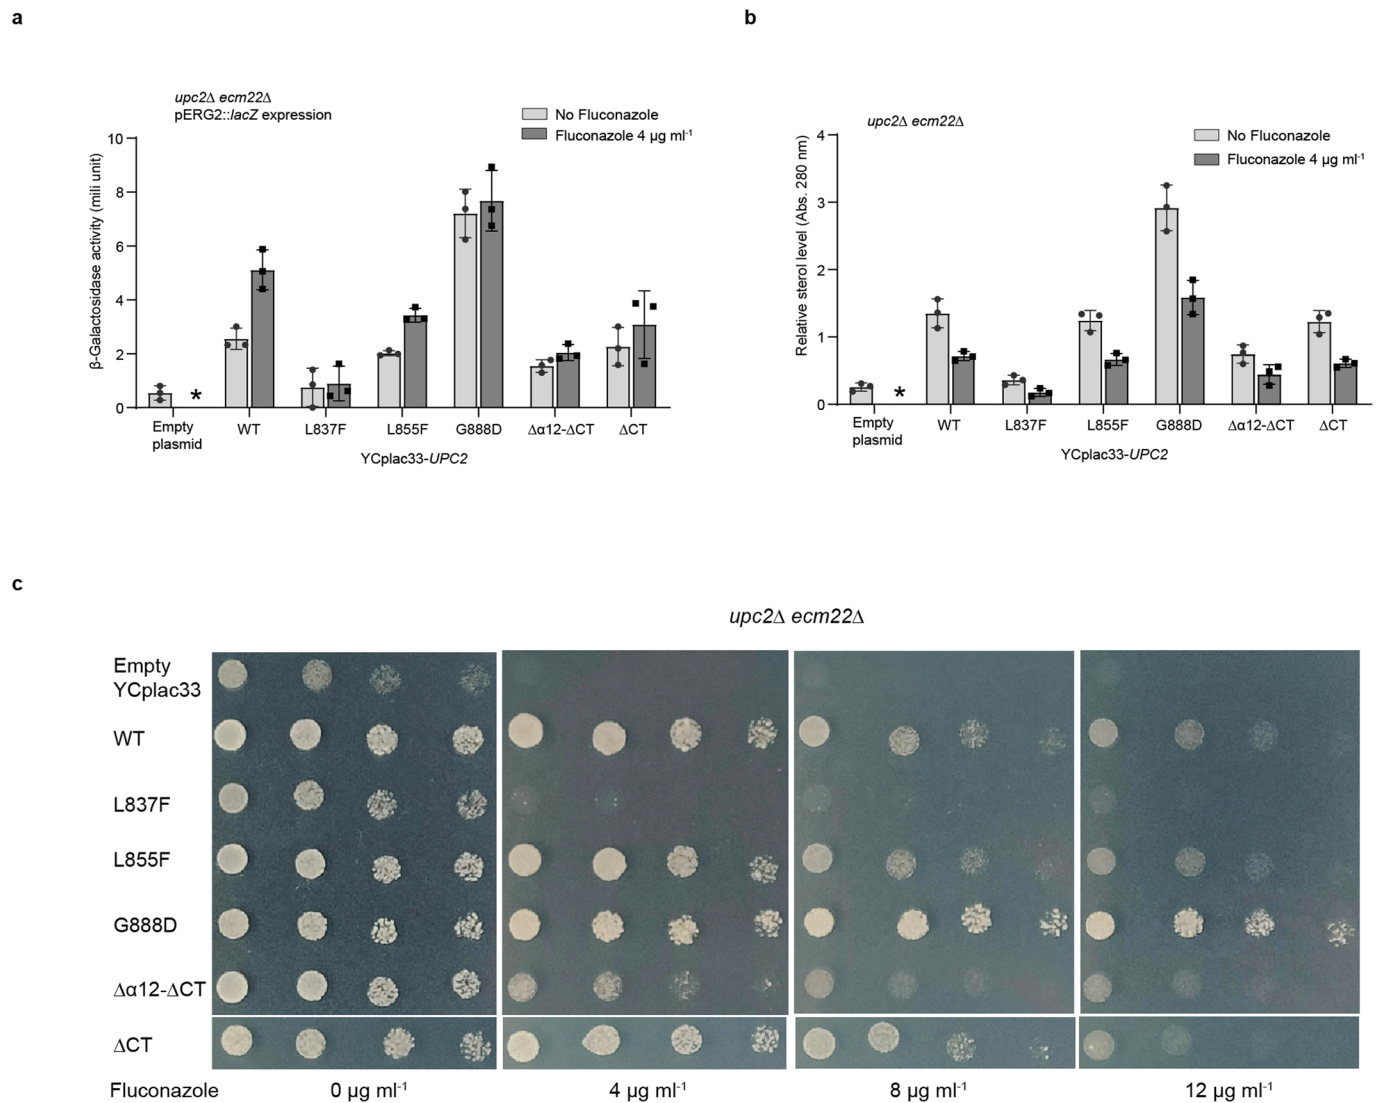 a
upc2Δ ecm22Δ
pERG2::lacZ expression
No Fluconazole
Fluconazole 4 µg ml-1
β-Galactosidase activity (mili unit)
10
8
6
4
2
0
*
Empty
plasmid
WT
L837F
L855F
G888D
Δα12-ΔCT
ΔCT
YCplac33-UPC2
b
upc2Δ ecm22Δ
No Fluconazole
Fluconazole 4 µg ml-1
Relative sterol level (Abs. 280 nm)
4
3
2
1
0
*
Empty
plasmid
WT
L837F
L855F
G888D
Δα12-ΔCT
ΔCT
YCplac33-UPC2
c
upc2Δ ecm22Δ
Empty
YCplac33
WT
L837F
L855F
G888D
Δα12-ΔCT
ΔCT
Fluconazole 0 µg ml-1 4 µg ml-1 8 µg ml-1 12 µg ml-1